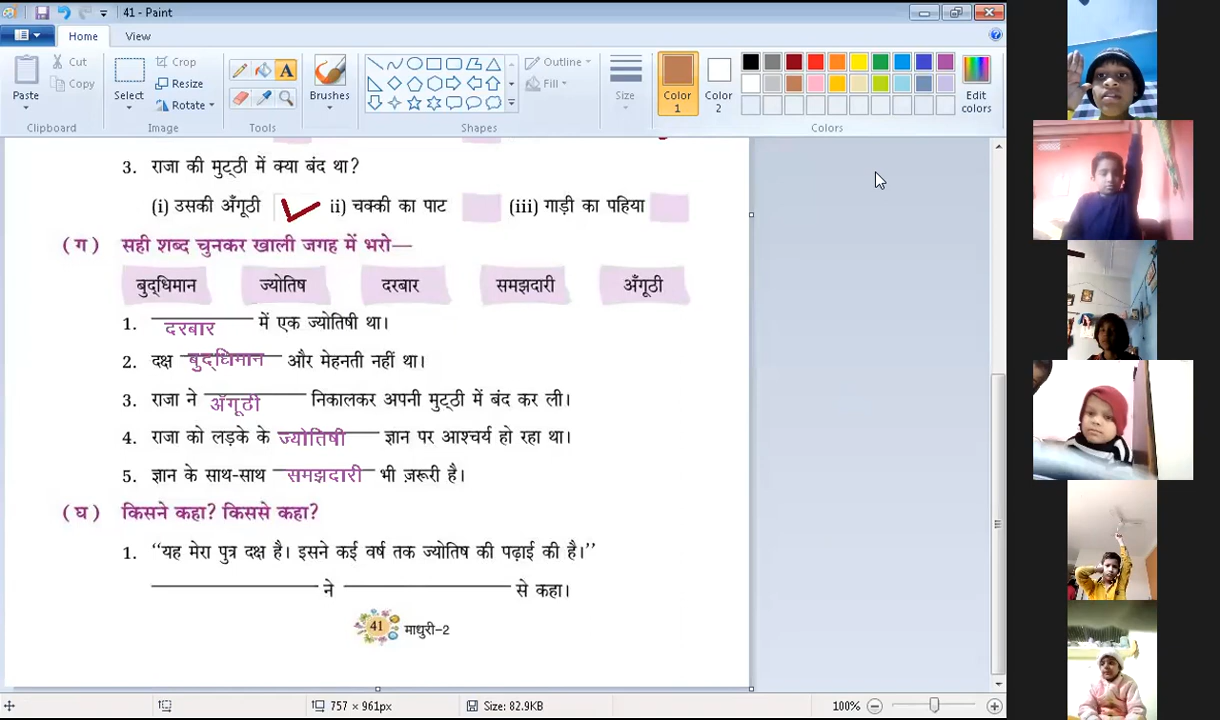 41 - Paint
Home View
Paste Cut Copy Select Crop Resize Rotate Brushes Outline Fill Size Color 1 Color 2 Edit colors
Clipboard Image Tools Shapes Colors
3. राजा की मुट्ठी में क्या बंद था?
(i) उसकी अँगूठी ii) चक्की का पाट (iii) गाड़ी का पहिया
(ग) सही शब्द चुनकर खाली जगह में भरो—
बुद्धिमान ज्योतिष दरबार समझदारी अँगूठी
1. दरबार में एक ज्योतिषी था।
2. दक्ष बुद्धिमान और मेहनती नहीं था।
3. राजा ने अँगूठी निकालकर अपनी मुट्ठी में बंद कर ली।
4. राजा को लड़के के ज्योतिषी ज्ञान पर आश्चर्य हो रहा था।
5. ज्ञान के साथ-साथ समझदारी भी ज़रूरी है।
(घ) किसने कहा? किससे कहा?
1. “यह मेरा पुत्र दक्ष है। इसने कई वर्ष तक ज्योतिष की पढ़ाई की है।”
ने से कहा।
41 माधुरी-2
757 × 961px Size: 82.9KB 100%